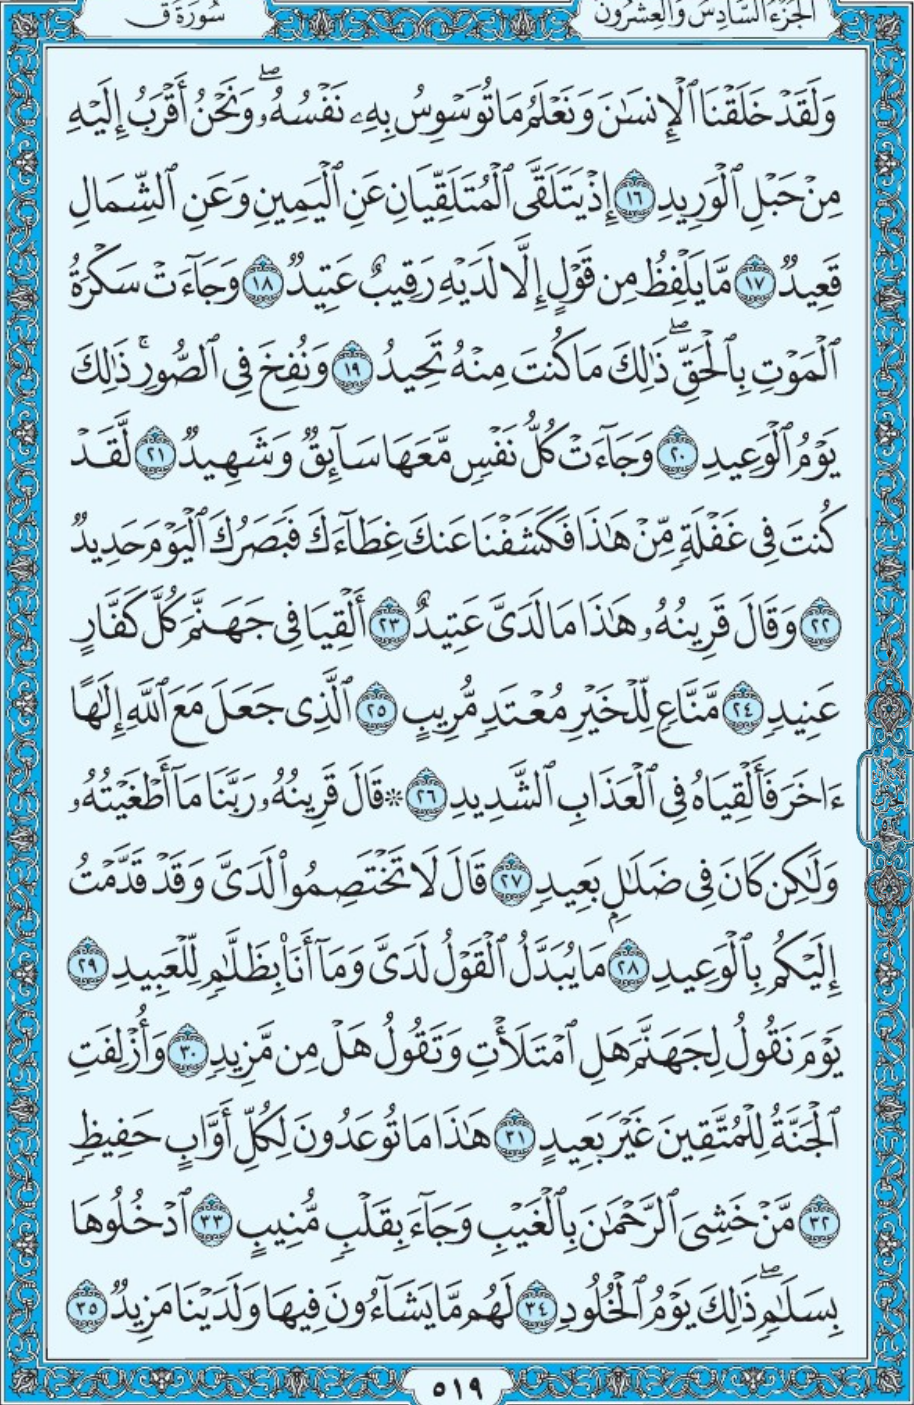 الجزء السادس والعشرون
سورة ق
وَلَقَدْ خَلَقْنَا ٱلْإِنسَـٰنَ وَنَعْلَمُ مَا تُوَسْوِسُ بِهِۦ نَفْسُهُۥ ۖ وَنَحْنُ أَقْرَبُ إِلَيْهِ
مِنْ حَبْلِ ٱلْوَرِيدِ ١٦ إِذْ يَتَلَقَّى ٱلْمُتَلَقِّيَانِ عَنِ ٱلْيَمِينِ وَعَنِ ٱلشِّمَالِ
قَعِيدٌ ١٧ مَّا يَلْفِظُ مِن قَوْلٍ إِلَّا لَدَيْهِ رَقِيبٌ عَتِيدٌ ١٨ وَجَآءَتْ سَكْرَةُ
ٱلْمَوْتِ بِٱلْحَقِّ ۖ ذَٰلِكَ مَا كُنتَ مِنْهُ تَحِيدُ ١٩ وَنُفِخَ فِى ٱلصُّورِ ۚ ذَٰلِكَ
يَوْمُ ٱلْوَعِيدِ ٢٠ وَجَآءَتْ كُلُّ نَفْسٍ مَّعَهَا سَآئِقٌ وَشَهِيدٌ ٢١ لَّقَدْ
كُنتَ فِى غَفْلَةٍ مِّنْ هَـٰذَا فَكَشَفْنَا عَنكَ غِطَآءَكَ فَبَصَرُكَ ٱلْيَوْمَ حَدِيدٌ
٢٢ وَقَالَ قَرِينُهُۥ هَـٰذَا مَا لَدَىَّ عَتِيدٌ ٢٣ أَلْقِيَا فِى جَهَنَّمَ كُلَّ كَفَّارٍ
عَنِيدٍ ٢٤ مَّنَّاعٍ لِّلْخَيْرِ مُعْتَدٍ مُّرِيبٍ ٢٥ ٱلَّذِى جَعَلَ مَعَ ٱللَّهِ إِلَـٰهًا
ءَاخَرَ فَأَلْقِيَاهُ فِى ٱلْعَذَابِ ٱلشَّدِيدِ ٢٦ * قَالَ قَرِينُهُۥ رَبَّنَا مَآ أَطْغَيْتُهُۥ
وَلَـٰكِن كَانَ فِى ضَلَـٰلٍۭ بَعِيدٍ ٢٧ قَالَ لَا تَخْتَصِمُوا۟ لَدَىَّ وَقَدْ قَدَّمْتُ
إِلَيْكُم بِٱلْوَعِيدِ ٢٨ مَا يُبَدَّلُ ٱلْقَوْلُ لَدَىَّ وَمَآ أَنَا۠ بِظَلَّـٰمٍ لِّلْعَبِيدِ ٢٩
يَوْمَ نَقُولُ لِجَهَنَّمَ هَلِ ٱمْتَلَأْتِ وَتَقُولُ هَلْ مِن مَّزِيدٍ ٣٠ وَأُزْلِفَتِ
ٱلْجَنَّةُ لِلْمُتَّقِينَ غَيْرَ بَعِيدٍ ٣١ هَـٰذَا مَا تُوعَدُونَ لِكُلِّ أَوَّابٍ حَفِيظٍ
٣٢ مَّنْ خَشِىَ ٱلرَّحْمَـٰنَ بِٱلْغَيْبِ وَجَآءَ بِقَلْبٍ مُّنِيبٍ ٣٣ ٱدْخُلُوهَا
بِسَلَـٰمٍ ۖ ذَٰلِكَ يَوْمُ ٱلْخُلُودِ ٣٤ لَهُم مَّا يَشَآءُونَ فِيهَا وَلَدَيْنَا مَزِيدٌ ٣٥
٥١٩